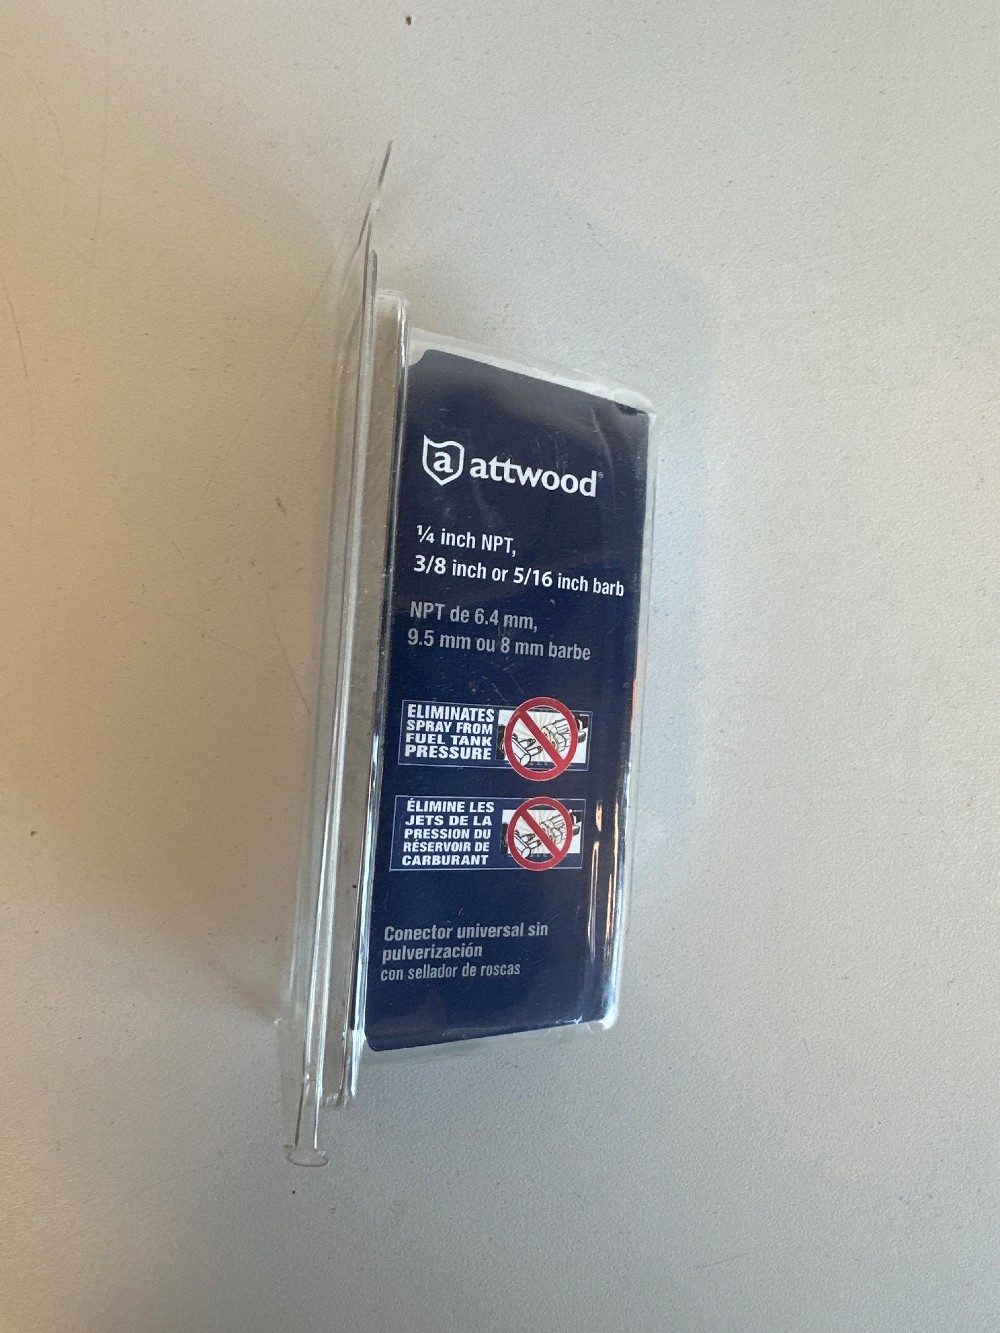 a attwood®
¼ inch NPT,
3/8 inch or 5/16 inch barb
NPT de 6.4 mm,
9.5 mm ou 8 mm barbe
ELIMINATES
SPRAY FROM
FUEL TANK
PRESSURE
ÉLIMINE LES
JETS DE LA
PRESSION DU
RÉSERVOIR DE
CARBURANT
Conector universal sin
pulverización
con sellador de roscas